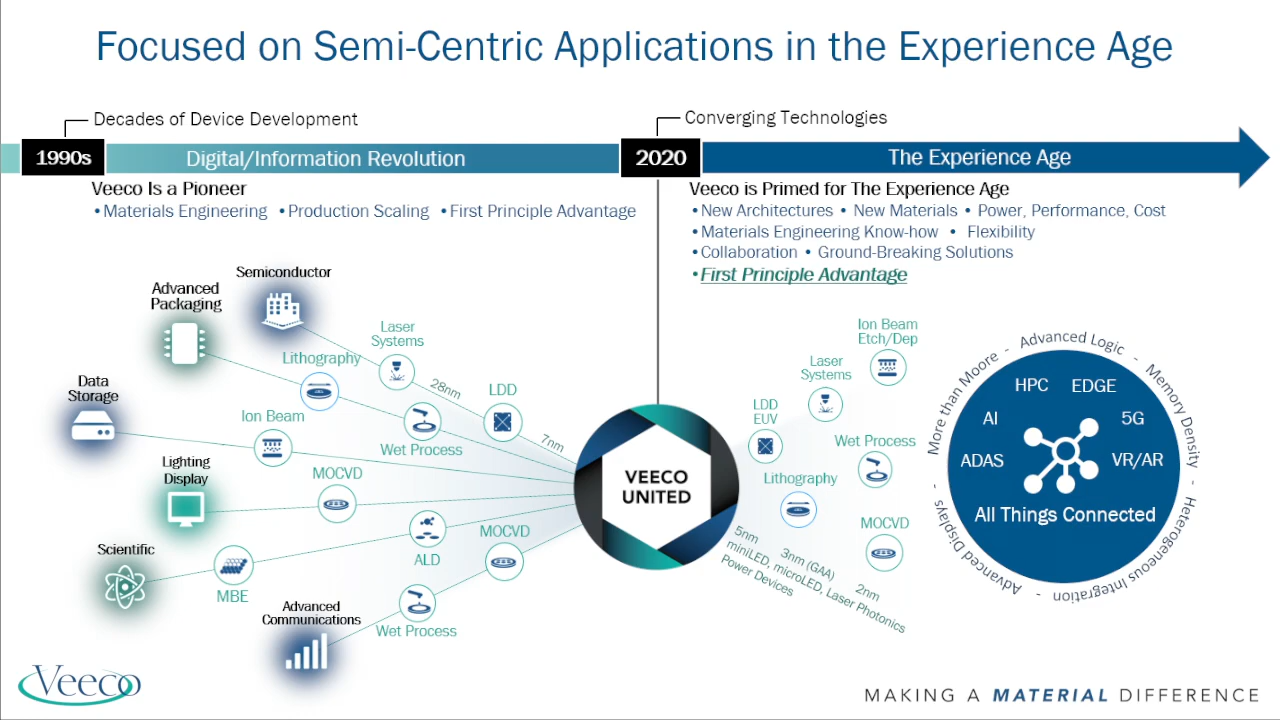 Focused on Semi-Centric Applications in the Experience Age
Decades of Device Development
Converging Technologies
1990s
Digital/Information Revolution
2020
The Experience Age
Veeco Is a Pioneer
•Materials Engineering •Production Scaling •First Principle Advantage
Veeco is Primed for The Experience Age
•New Architectures • New Materials • Power, Performance, Cost
•Materials Engineering Know-how • Flexibility
•Collaboration • Ground-Breaking Solutions
•First Principle Advantage
Semiconductor
Advanced
Packaging
Data
Storage
Lighting
Display
Scientific
Advanced
Communications
Laser
Systems
Lithography
28nm
LDD
Ion Beam
Wet Process
7nm
MOCVD
ALD
MOCVD
MBE
Wet Process
VEECO
UNITED
Ion Beam
Etch/Dep
Laser
Systems
LDD
EUV
Wet Process
Lithography
MOCVD
5nm
3nm (GAA)
2nm
miniLED, microLED, Laser Photonics
Power Devices
More than Moore - Advanced Logic - Memory Density - Heterogeneous Integration - Advanced Displays -
HPC
EDGE
AI
5G
ADAS
VR/AR
All Things Connected
Veeco
MAKING A MATERIAL DIFFERENCE